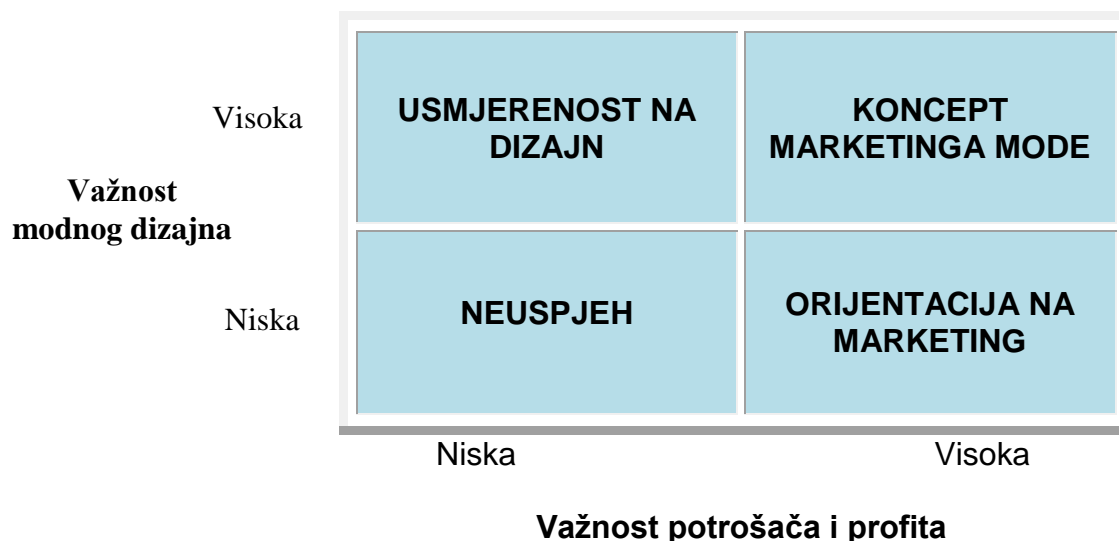 Visoka
USMJERENOST NA
DIZAJN
KONCEPT
MARKETINGA MODE
Važnost
modnog dizajna
Niska
NEUSPJEH
ORIJENTACIJA NA
MARKETING
Niska
Visoka
Važnost potrošača i profita